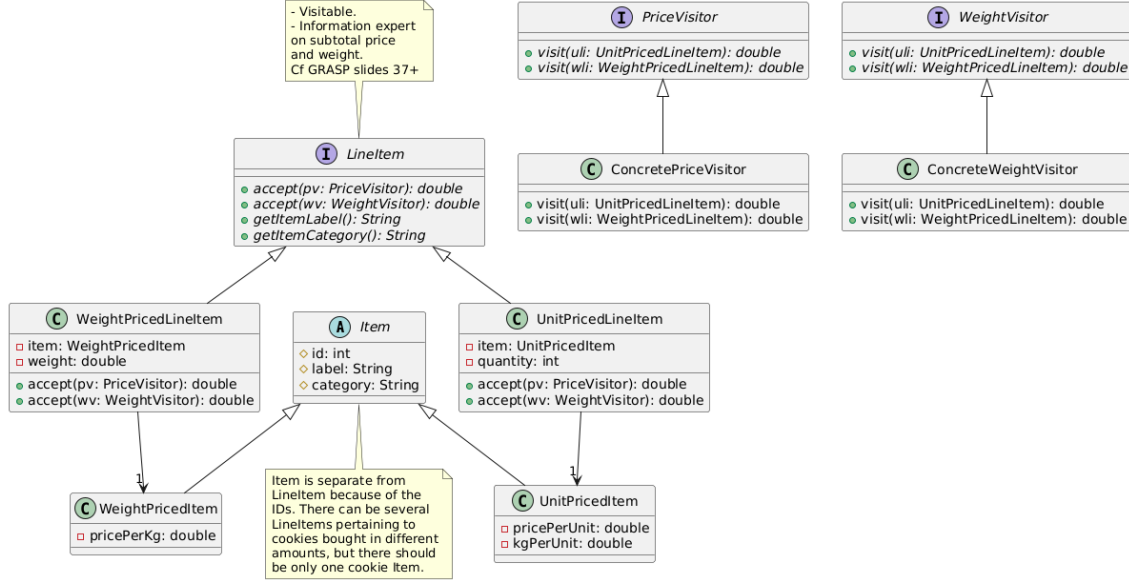 - Visitable.
- Information expert
on subtotal price
and weight.
Cf GRASP slides 37+
I PriceVisitor
visit(uli: UnitPricedLineItem): double
visit(wli: WeightPricedLineItem): double
I WeightVisitor
visit(uli: UnitPricedLineItem): double
visit(wli: WeightPricedLineItem): double
I LineItem
accept(pv: PriceVisitor): double
accept(wv: WeightVisitor): double
getItemLabel(): String
getItemCategory(): String
C ConcretePriceVisitor
visit(uli: UnitPricedLineItem): double
visit(wli: WeightPricedLineItem): double
C ConcreteWeightVisitor
visit(uli: UnitPricedLineItem): double
visit(wli: WeightPricedLineItem): double
C WeightPricedLineItem
item: WeightPricedItem
weight: double
accept(pv: PriceVisitor): double
accept(wv: WeightVisitor): double
A Item
id: int
label: String
category: String
C UnitPricedLineItem
item: UnitPricedItem
quantity: int
accept(pv: PriceVisitor): double
accept(wv: WeightVisitor): double
1
1
C WeightPricedItem
pricePerKg: double
Item is separate from
LineItem because of the
IDs. There can be several
LineItems pertaining to
cookies bought in different
amounts, but there should
be only one cookie Item.
C UnitPricedItem
pricePerUnit: double
kgPerUnit: double